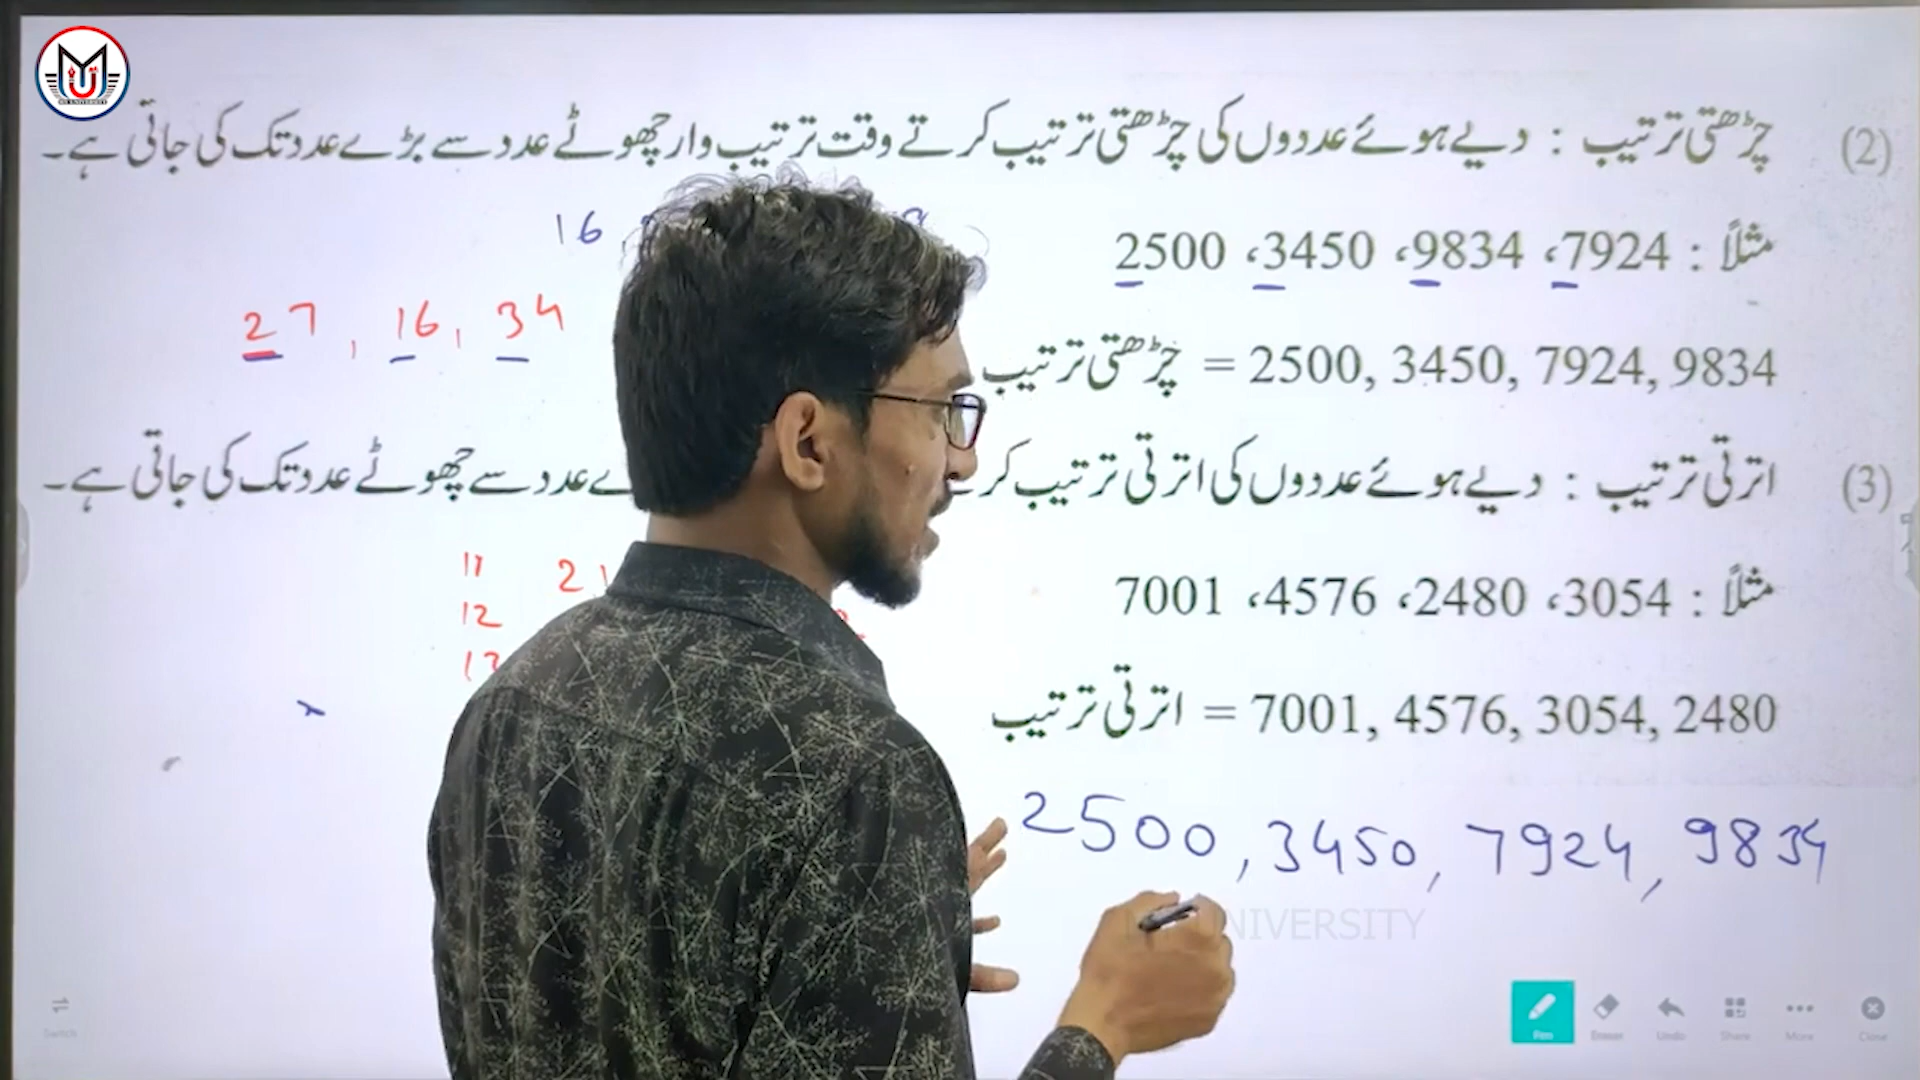 (2) چڑھتی ترتیب : دیے ہوئے عددوں کی چڑھتی ترتیب کرتے وقت ترتیب وار چھوٹے عدد سے بڑے عدد تک کی جاتی ہے۔
16
مثلاً : 7924، 9834، 3450، 2500
27, 16, 34
چڑھتی ترتیب = 2500, 3450, 7924, 9834
(3) اترتی ترتیب : دیے ہوئے عددوں کی اترتی ترتیب عدد سے چھوٹے عدد تک کی جاتی ہے۔
11
12
13
مثلاً : 3054، 2480، 4576، 7001
اترتی ترتیب = 7001, 4576, 3054, 2480
2500, 3450, 7924, 9834
Switch
Pen Eraser Undo Share More Close